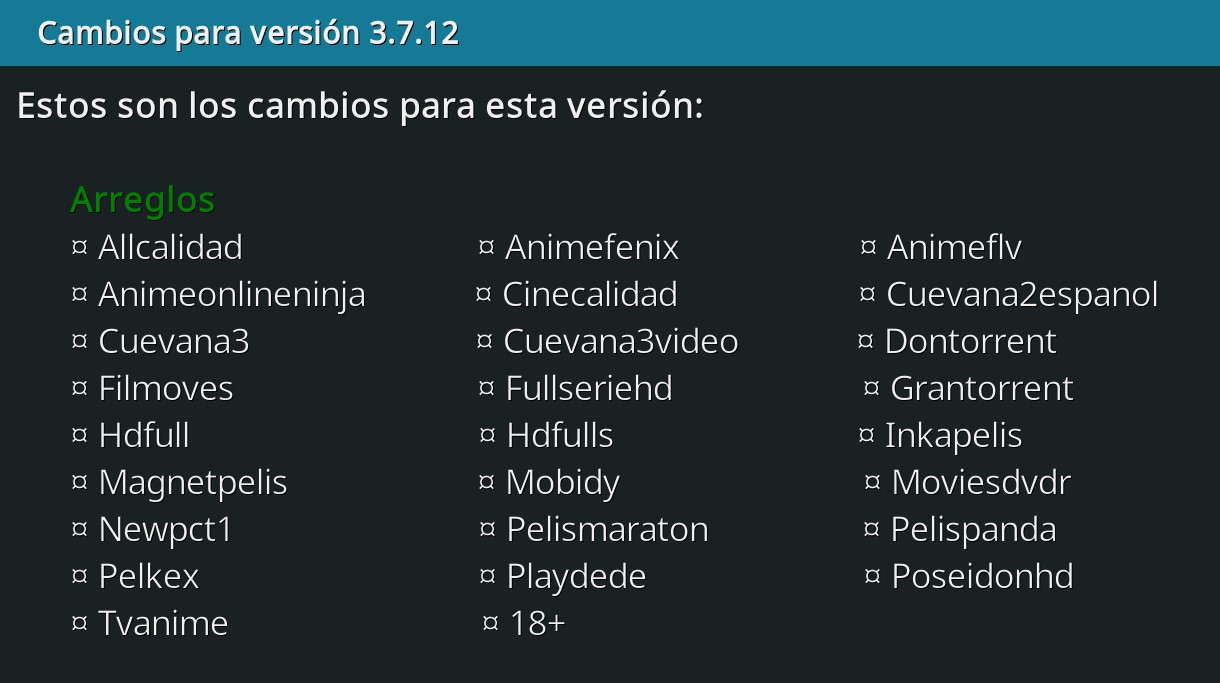 Cambios para versión 3.7.12
Estos son los cambios para esta versión:
Arreglos
¤ Allcalidad ¤ Animefenix ¤ Animeflv
¤ Animeonlineninja ¤ Cinecalidad ¤ Cuevana2espanol
¤ Cuevana3 ¤ Cuevana3video ¤ Dontorrent
¤ Filmoves ¤ Fullseriehd ¤ Grantorrent
¤ Hdfull ¤ Hdfulls ¤ Inkapelis
¤ Magnetpelis ¤ Mobidy ¤ Moviesdvdr
¤ Newpct1 ¤ Pelismaraton ¤ Pelispanda
¤ Pelkex ¤ Playdede ¤ Poseidonhd
¤ Tvanime ¤ 18+